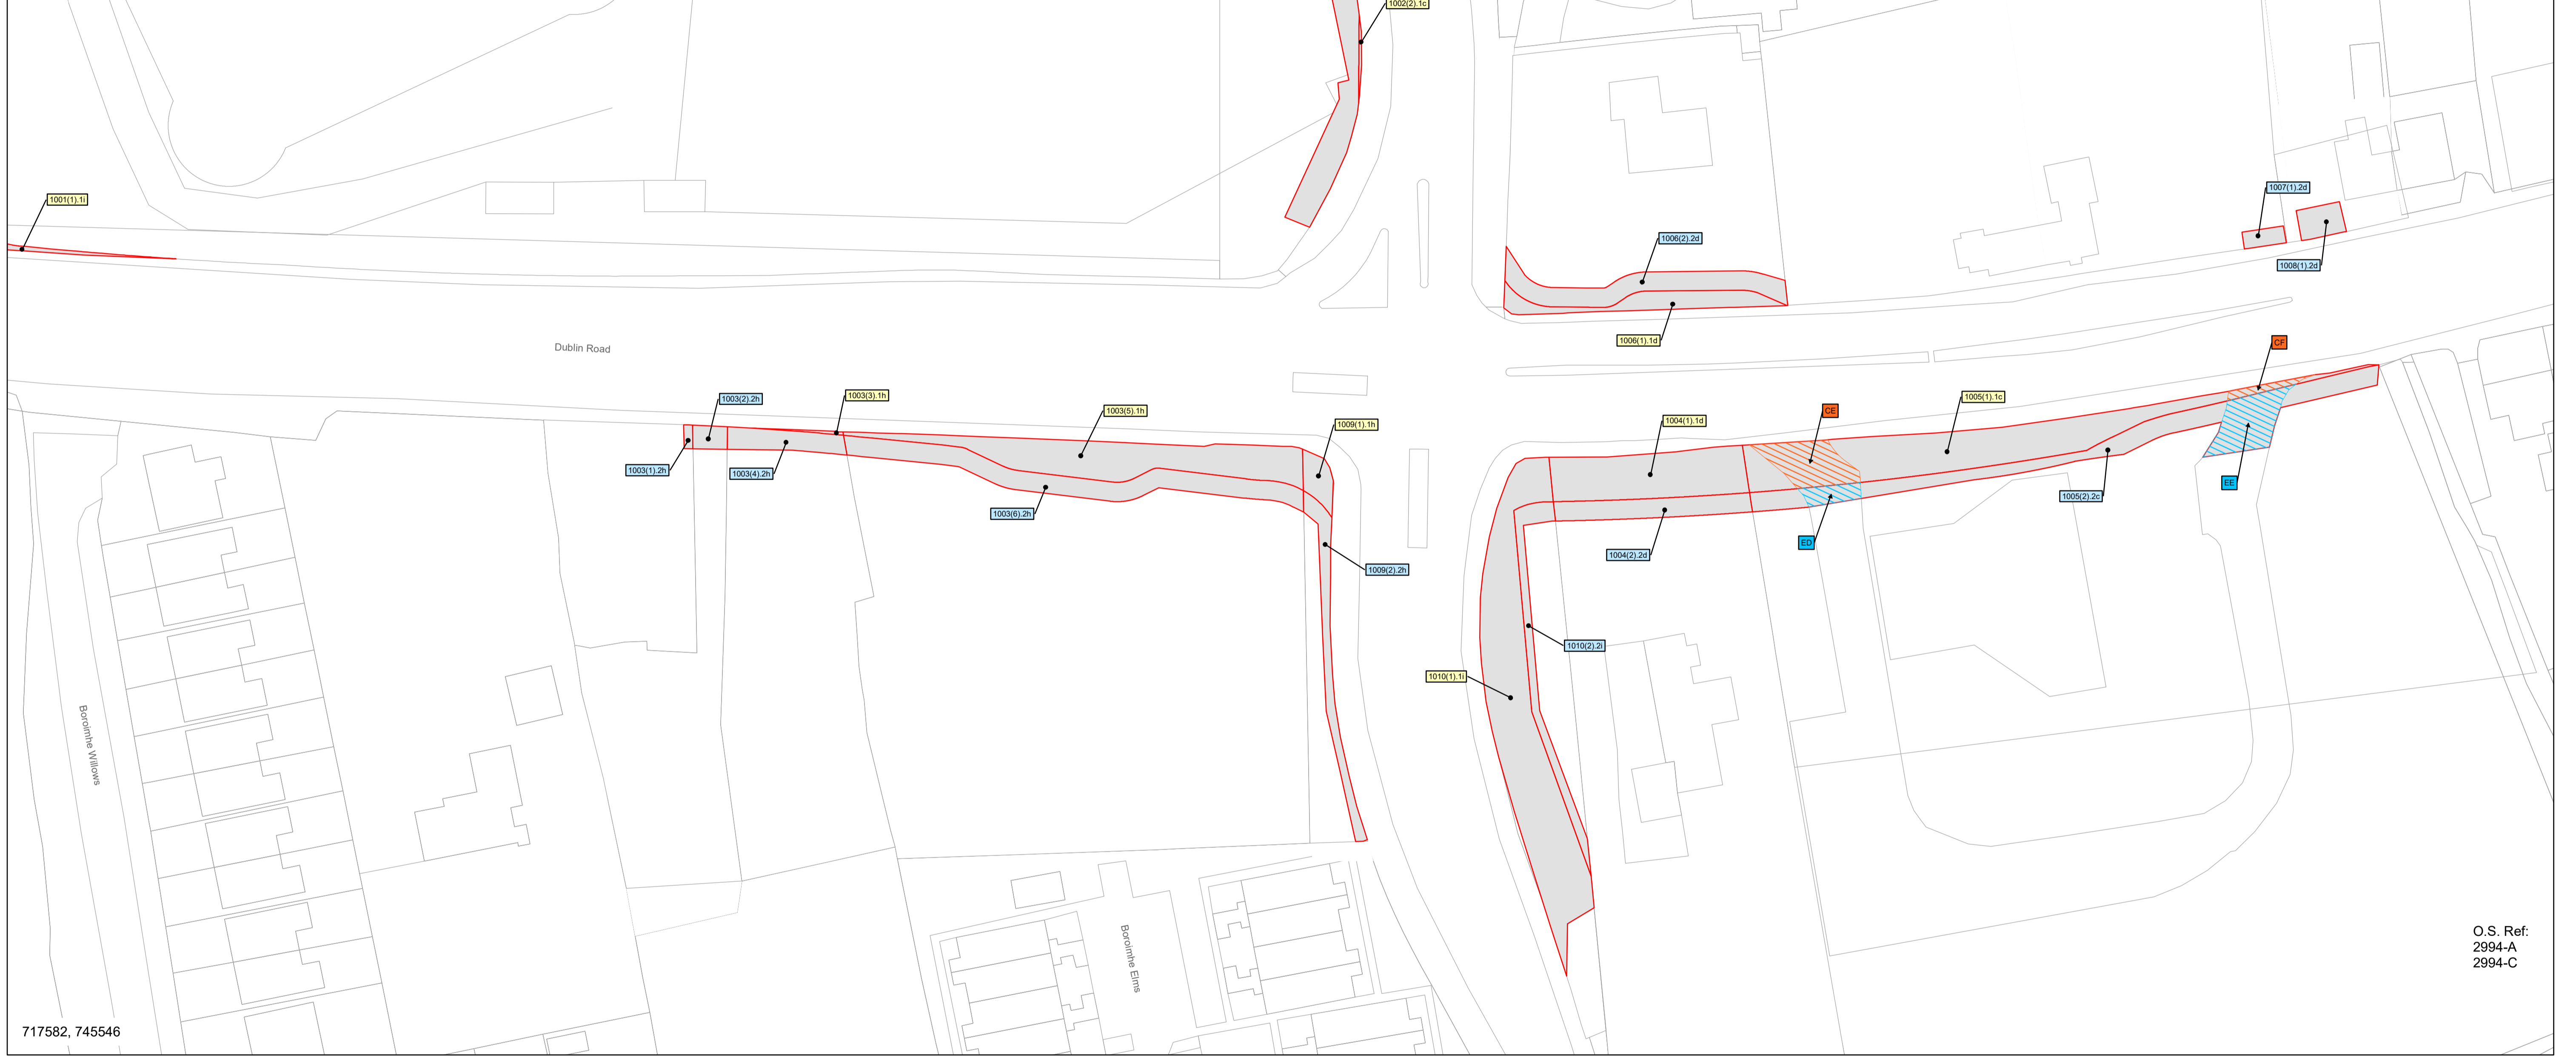 1002(2).1c
1001(1).1i
1007(1).2d
1006(2).2d
1008(1).2d
1006(1).1d
Dublin Road
CF
1003(2).2h
1003(3).1h
1003(5).1h
1009(1).1h
1004(1).1d
CE
1005(1).1c
1003(1).2h
1003(4).2h
1003(6).2h
EE
1005(2).2c
ED
1004(2).2d
1009(2).2h
1010(2).2i
1010(1).1i
Boroimhe Willows
Boroimhe Elms
O.S. Ref:
2994-A
2994-C
717582, 745546